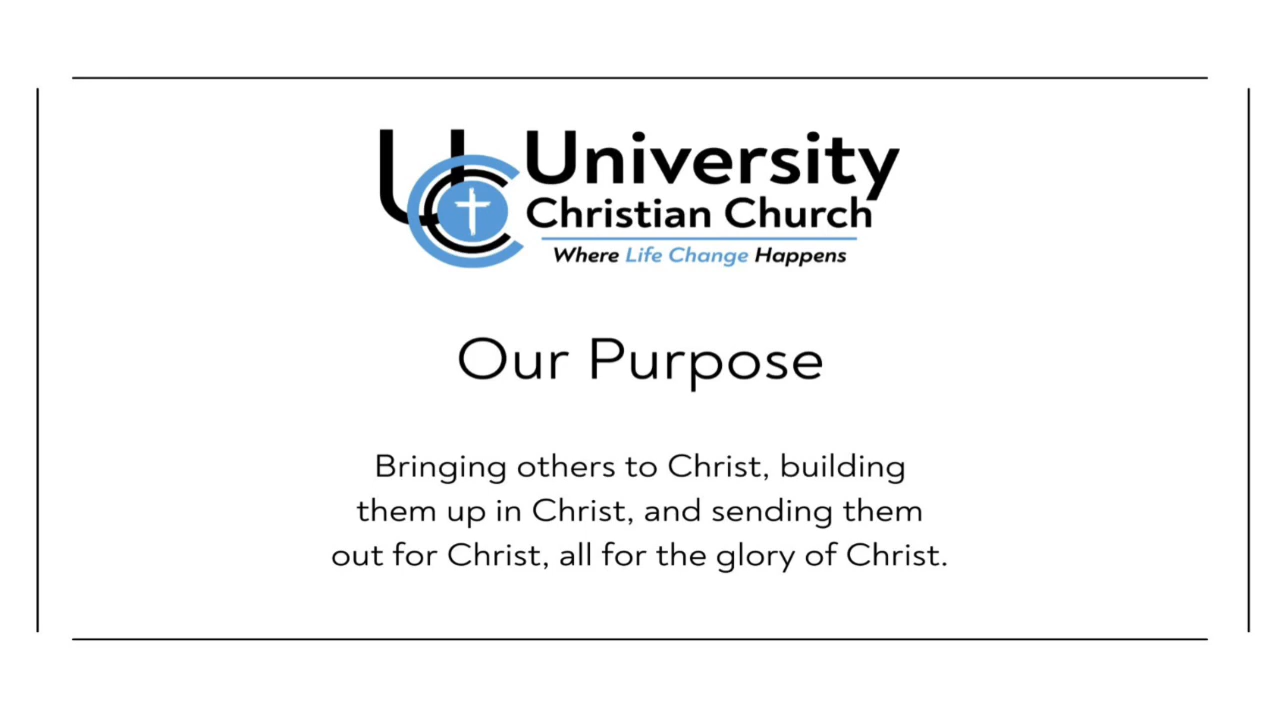 UCC
University
Christian Church
Where Life Change Happens
Our Purpose
Bringing others to Christ, building
them up in Christ, and sending them
out for Christ, all for the glory of Christ.